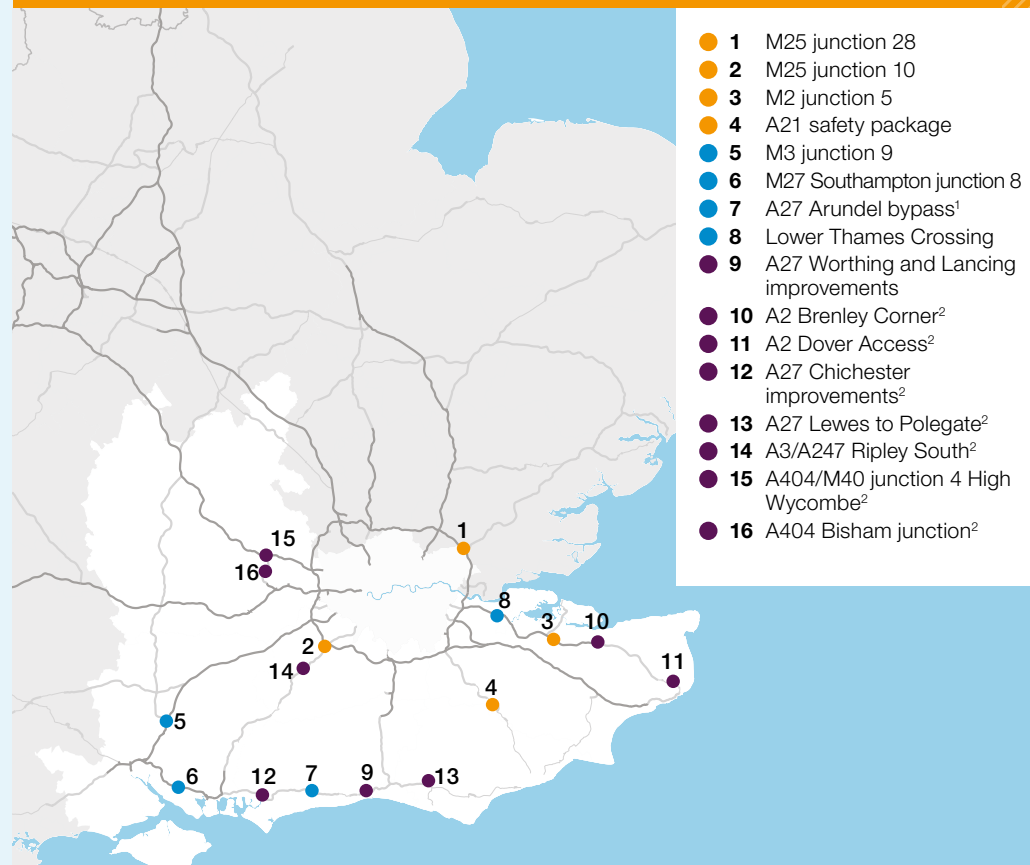 1 M25 junction 28
2 M25 junction 10
3 M2 junction 5
4 A21 safety package
5 M3 junction 9
6 M27 Southampton junction 8
7 A27 Arundel bypass¹
8 Lower Thames Crossing
9 A27 Worthing and Lancing
improvements
10 A2 Brenley Corner²
11 A2 Dover Access²
12 A27 Chichester
improvements²
13 A27 Lewes to Polegate²
14 A3/A247 Ripley South²
15 A404/M40 junction 4 High
Wycombe²
16 A404 Bisham junction²
1
15
16
8
3
10
2
14
11
4
5
6
12
7
9
13